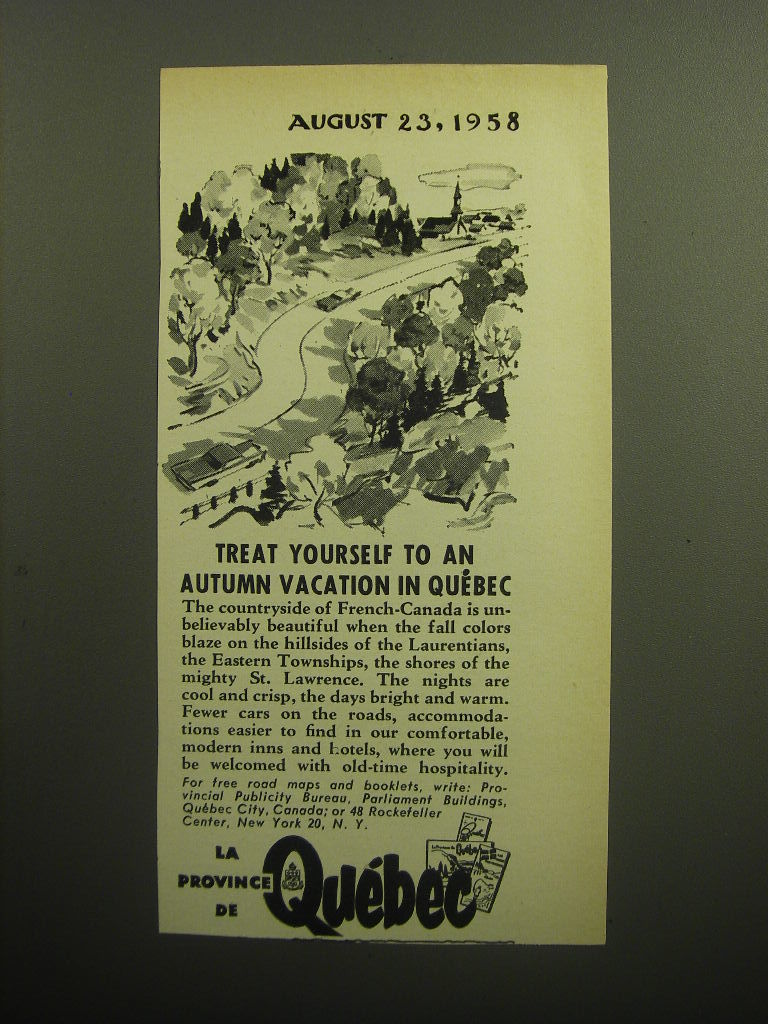 AUGUST 23, 1958
TREAT YOURSELF TO AN
AUTUMN VACATION IN QUÉBEC
The countryside of French-Canada is un-
believably beautiful when the fall colors
blaze on the hillsides of the Laurentians,
the Eastern Townships, the shores of the
mighty St. Lawrence. The nights are
cool and crisp, the days bright and warm.
Fewer cars on the roads, accommoda-
tions easier to find in our comfortable,
modern inns and hotels, where you will
be welcomed with old-time hospitality.
For free road maps and booklets, write: Pro-
vincial Publicity Bureau, Parliament Buildings,
Québec City, Canada; or 48 Rockefeller
Center, New York 20, N. Y.
LA
PROVINCE
DE
Québec